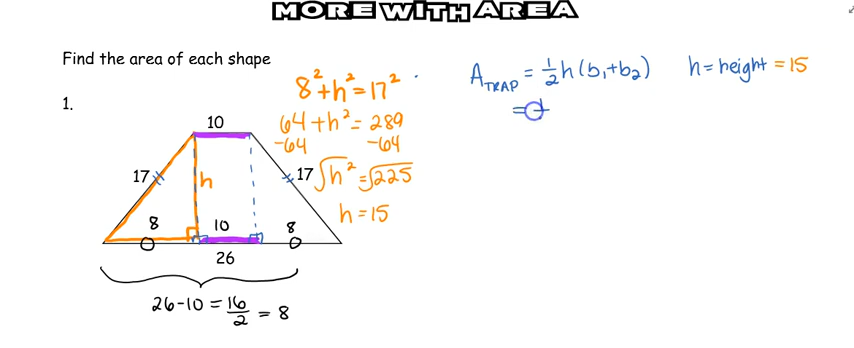 MORE WITH AREA
Find the area of each shape
1.
10
17
17
h
8
10
8
26
26-10 = 16/2 = 8
8² + h² = 17²
64 + h² = 289
-64 -64
√h² = √225
h = 15
A TRAP = 1/2 h (b₁ + b₂)
=
h = height = 15